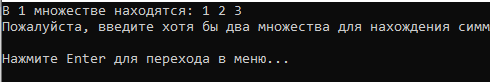 В 1 множестве находятся: 1 2 3
Пожалуйста, введите хотя бы два множества для нахождения
Нажмите Enter для перехода в меню...